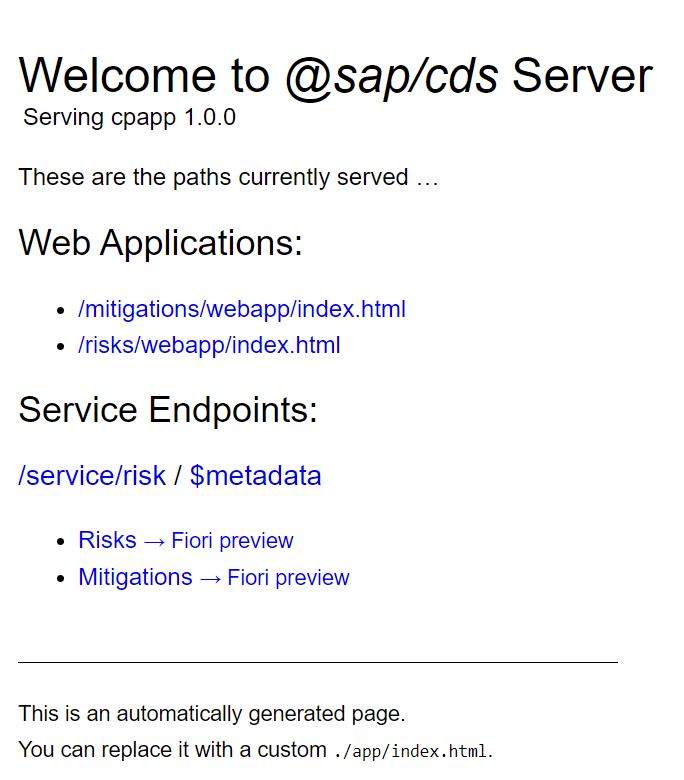 Welcome to @sap/cds Server
Serving cpapp 1.0.0
These are the paths currently served …
Web Applications:
/mitigations/webapp/index.html
/risks/webapp/index.html
Service Endpoints:
/service/risk / $metadata
Risks → Fiori preview
Mitigations → Fiori preview
This is an automatically generated page.
You can replace it with a custom ./app/index.html.